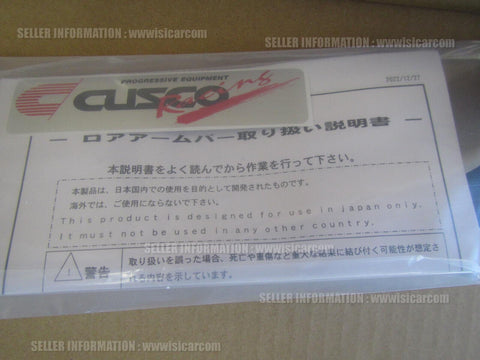 SELLER INFORMATION : wwwisicarcom
SELLER INFORMATION : wwwisicarcom
PROGRESSIVE EQUIPMENT
CUSCO
Racing
2022/12/27
SELLER INFORMATION : wwwisicarcom
SELLER INFORMATION : wwwisicarcom
— ロアアームバー取り扱い説明書 —
本説明書をよく読んでから作業を行って下さい。
本製品は、日本国内での使用を目的として開発されたものです。
海外では、ご使用にならないで下さい。
This product is designed for use in japan only.
It must not be used in any other country.
警告
取り扱いを誤った場合、死亡や重傷など重大な結果に結び付く可能性が想定さ
れる内容を示しています。
SELLER INFORMATION : wwwisicarcom
SELLER INFORMATION : wwwisicarcom
SELLER INFORMATION : wwwisicarcom